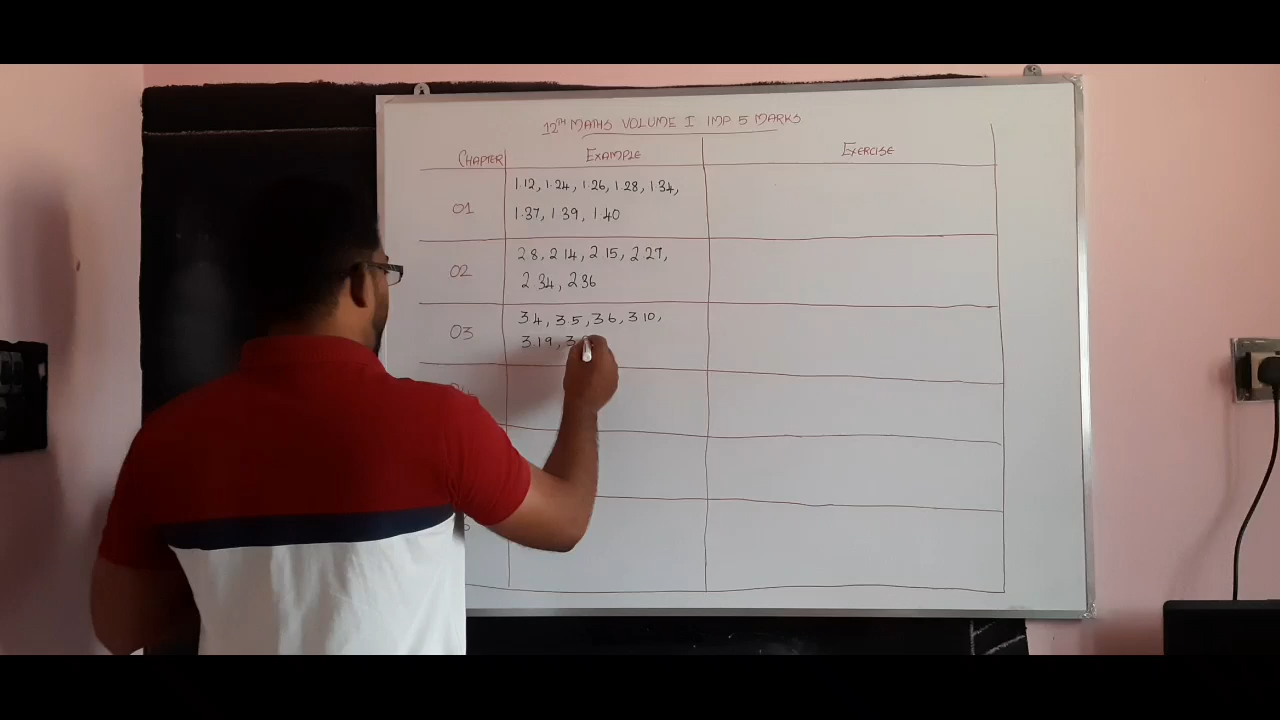 12TH MATHS VOLUME I IMP 5 MARKS
CHAPTER EXAMPLE EXERCISE
01 1.12, 1.24, 1.26, 1.28, 1.34,
1.37, 1.39, 1.40
02 2.8, 2.14, 2.15, 2.27,
2.34, 2.36
03 3.4, 3.5, 3.6, 3.10,
3.19,